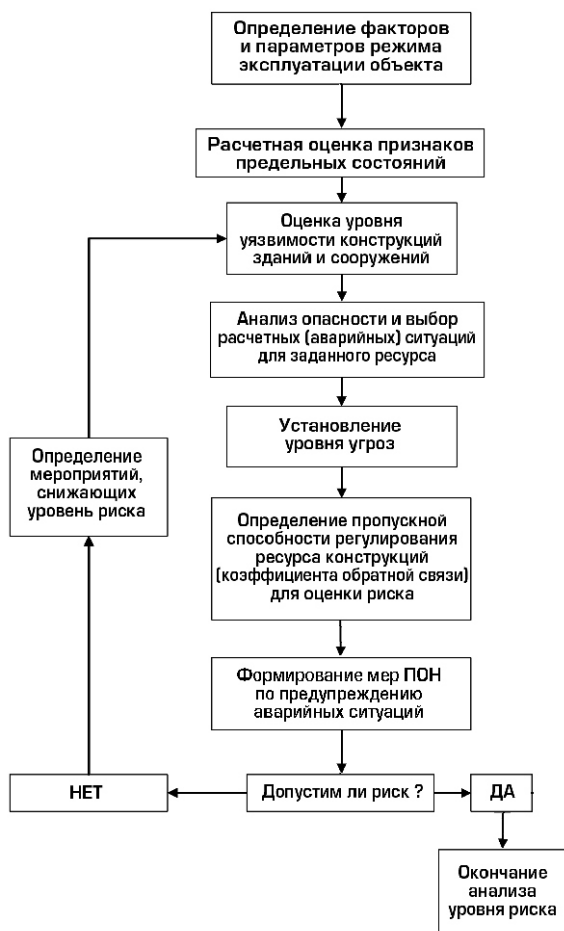 Определение факторов
и параметров режима
эксплуатации объекта
Расчетная оценка признаков
предельных состояний
Оценка уровня
уязвимости конструкций
зданий и сооружений
Анализ опасности и выбор
расчетных (аварийных) ситуаций
для заданного ресурса
Установление
уровня угроз
Определение
мероприятий,
снижающих
уровень риска
Определение пропускной
способности регулирования
ресурса конструкций
(коэффициента обратной связи)
для оценки риска
Формирование мер ПОН
по предупреждению
аварийных ситуаций
НЕТ
Допустим ли риск ?
ДА
Окончание
анализа
уровня риска